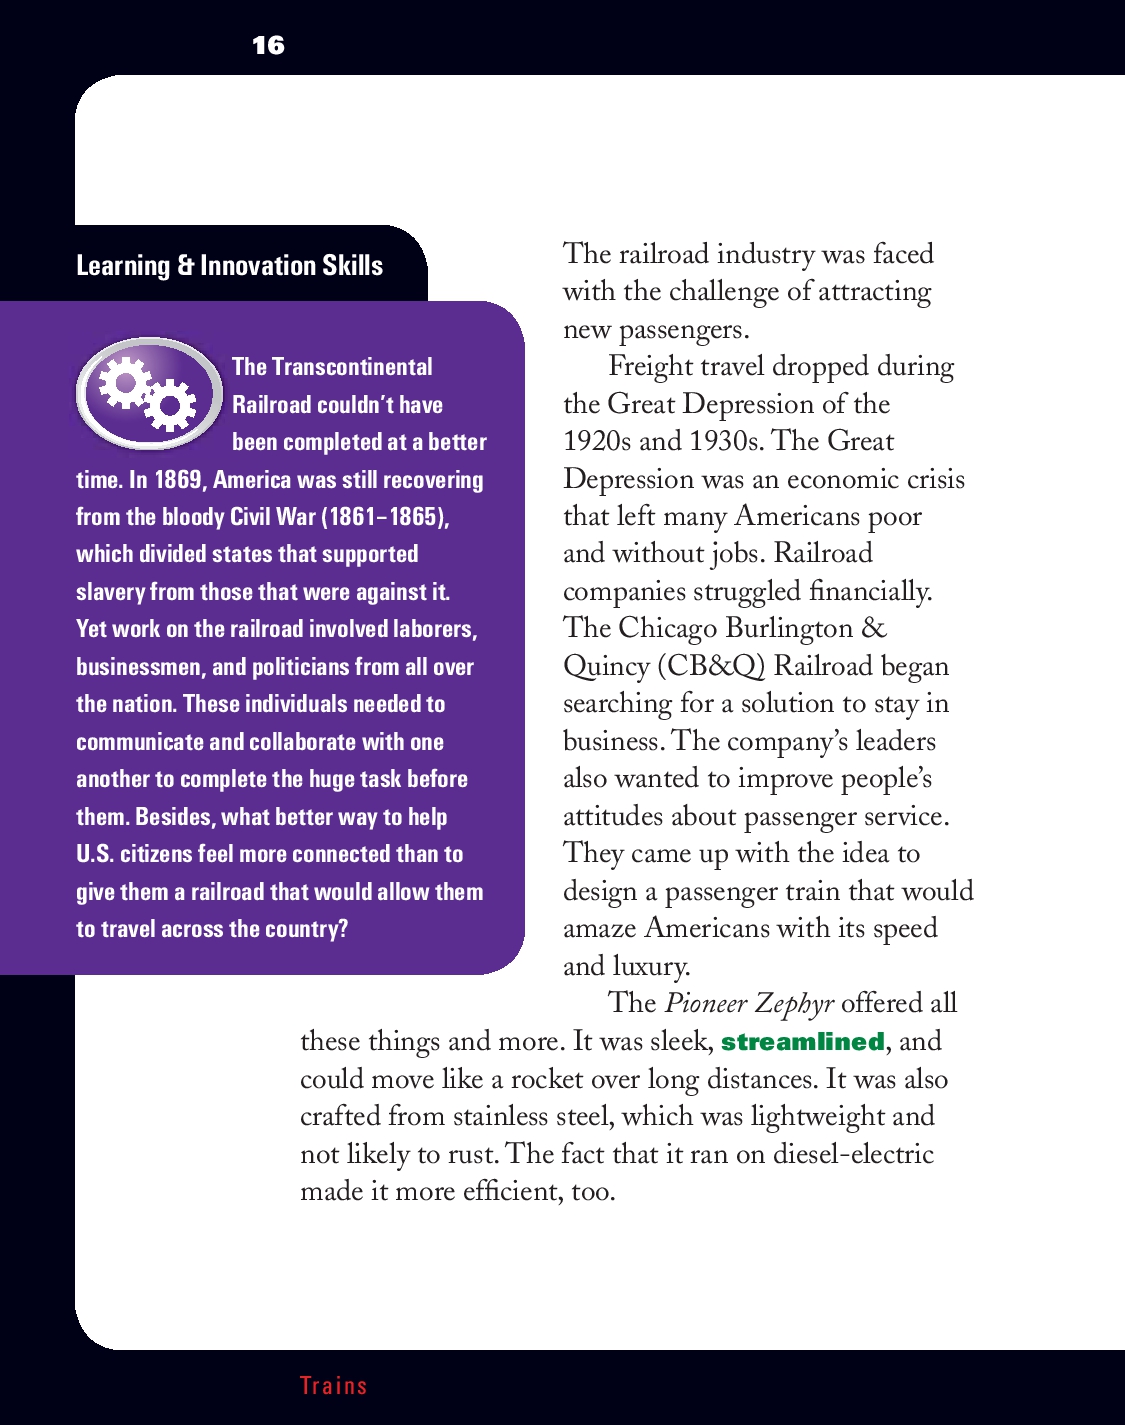 16
Learning & Innovation Skills
The Transcontinental
Railroad couldn't have
been completed at a better
time. In 1869, America was still recovering
from the bloody Civil War (1861–1865),
which divided states that supported
slavery from those that were against it.
Yet work on the railroad involved laborers,
businessmen, and politicians from all over
the nation. These individuals needed to
communicate and collaborate with one
another to complete the huge task before
them. Besides, what better way to help
U.S. citizens feel more connected than to
give them a railroad that would allow them
to travel across the country?
The railroad industry was faced
with the challenge of attracting
new passengers.
Freight travel dropped during
the Great Depression of the
1920s and 1930s. The Great
Depression was an economic crisis
that left many Americans poor
and without jobs. Railroad
companies struggled financially.
The Chicago Burlington &
Quincy (CB&Q) Railroad began
searching for a solution to stay in
business. The company's leaders
also wanted to improve people's
attitudes about passenger service.
They came up with the idea to
design a passenger train that would
amaze Americans with its speed
and luxury.
The Pioneer Zephyr offered all
these things and more. It was sleek, streamlined, and
could move like a rocket over long distances. It was also
crafted from stainless steel, which was lightweight and
not likely to rust. The fact that it ran on diesel-electric
made it more efficient, too.
Trains